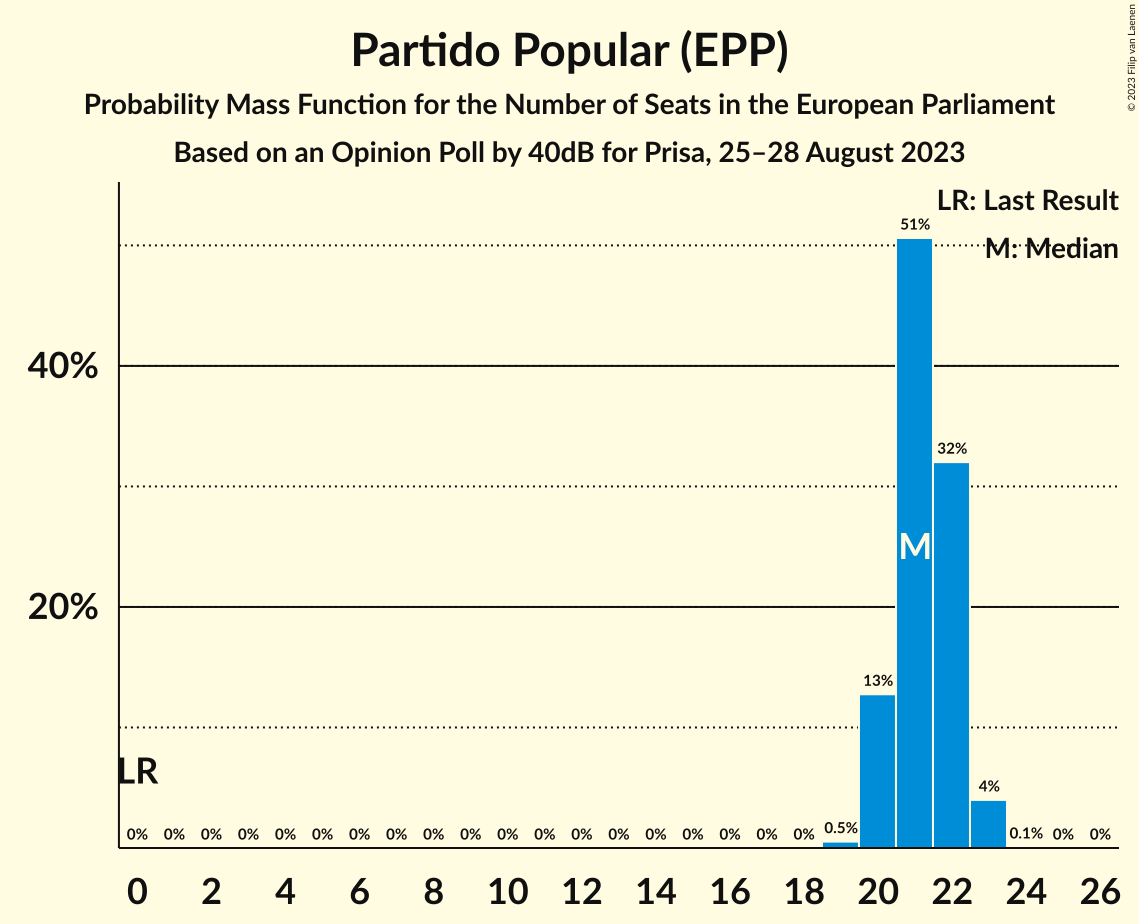 Partido Popular (EPP)
Probability Mass Function for the Number of Seats in the European Parliament
Based on an Opinion Poll by 40dB for Prisa, 25–28 August 2023
© 2023 Filip van Laenen
LR: Last Result
M: Median
51%
40%
32%
M
20%
13%
LR
4%
0% 0% 0% 0% 0% 0% 0% 0% 0% 0% 0% 0% 0% 0% 0% 0% 0% 0% 0% 0.5% 0.1% 0% 0%
0 2 4 6 8 10 12 14 16 18 20 22 24 26